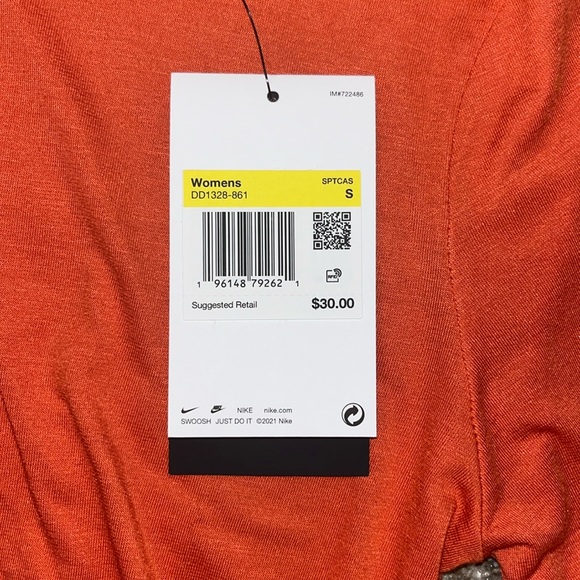 IM#722486
Womens SPTCAS
DD1328-861 S
RFID
1 96148 79262 1
Suggested Retail $30.00
NIKE nike.com
SWOOSH JUST DO IT ©2021 Nike